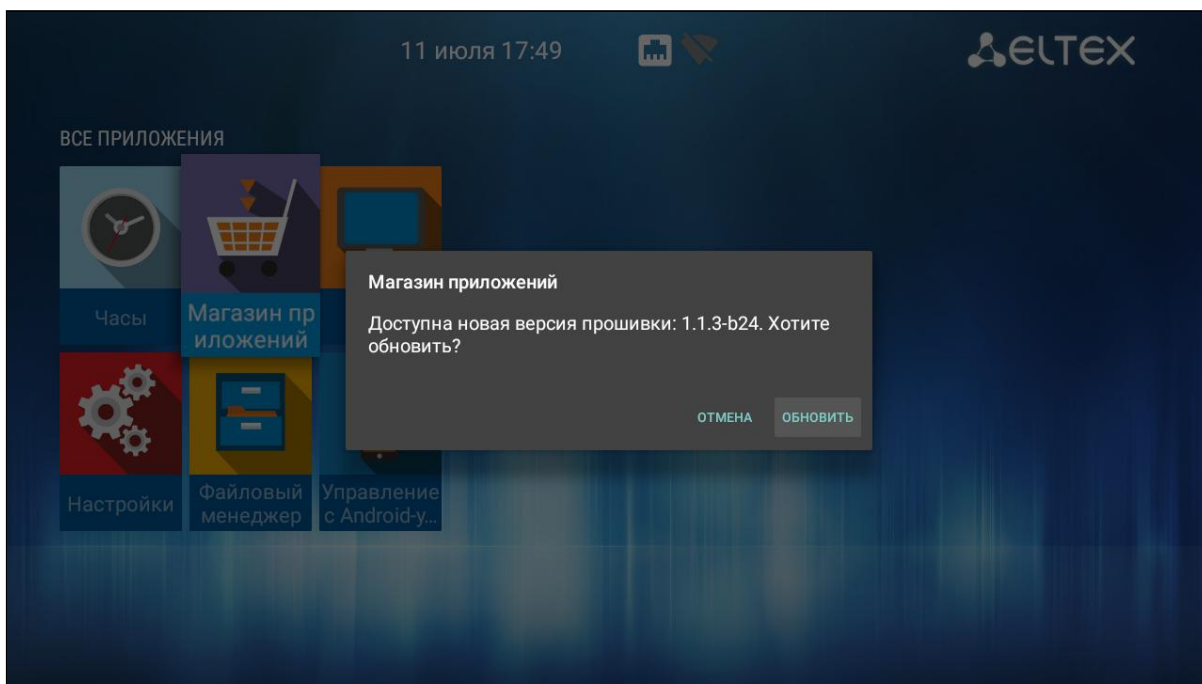 11 июля 17:49
ELTEX
ВСЕ ПРИЛОЖЕНИЯ
Часы
Магазин пр
иложений
Магазин приложений
Доступна новая версия прошивки: 1.1.3-b24. Хотите
обновить?
ОТМЕНА
ОБНОВИТЬ
Настройки
Файловый
менеджер
Управление
с Android-у...